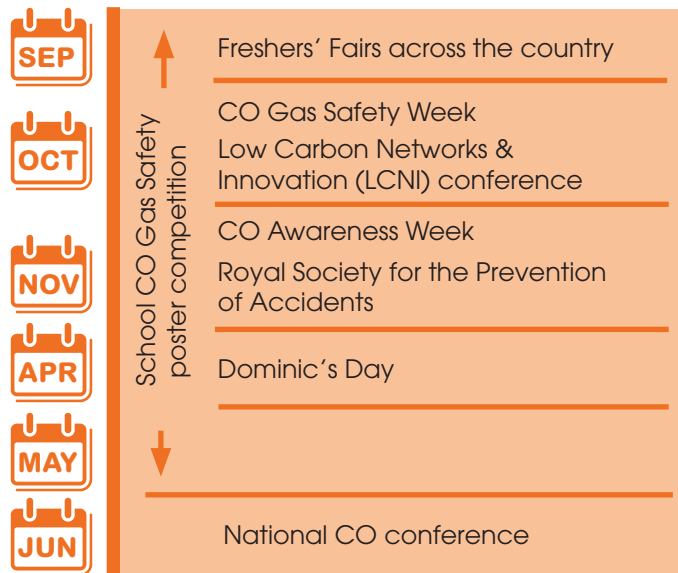 SEP
Freshers’ Fairs across the country
School CO Gas Safety
poster competition
OCT
CO Gas Safety Week
Low Carbon Networks &
Innovation (LCNI) conference
NOV
CO Awareness Week
Royal Society for the Prevention
of Accidents
APR
Dominic’s Day
MAY
JUN
National CO conference